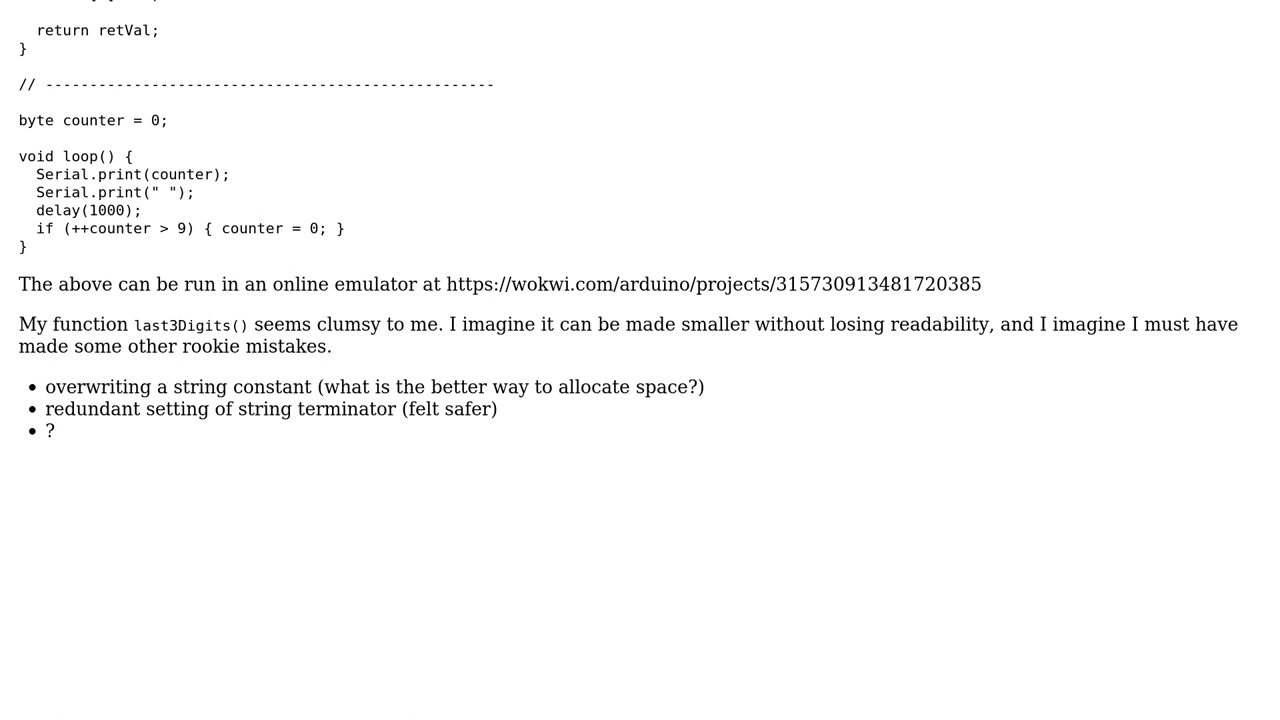 return retVal;
}
// ---------------------------------------------------
byte counter = 0;
void loop() {
Serial.print(counter);
Serial.print(" ");
delay(1000);
if (++counter > 9) { counter = 0; }
}
The above can be run in an online emulator at https://wokwi.com/arduino/projects/315730913481720385
My function last3Digits() seems clumsy to me. I imagine it can be made smaller without losing readability, and I imagine I must have
made some other rookie mistakes.
• overwriting a string constant (what is the better way to allocate space?)
• redundant setting of string terminator (felt safer)
• ?